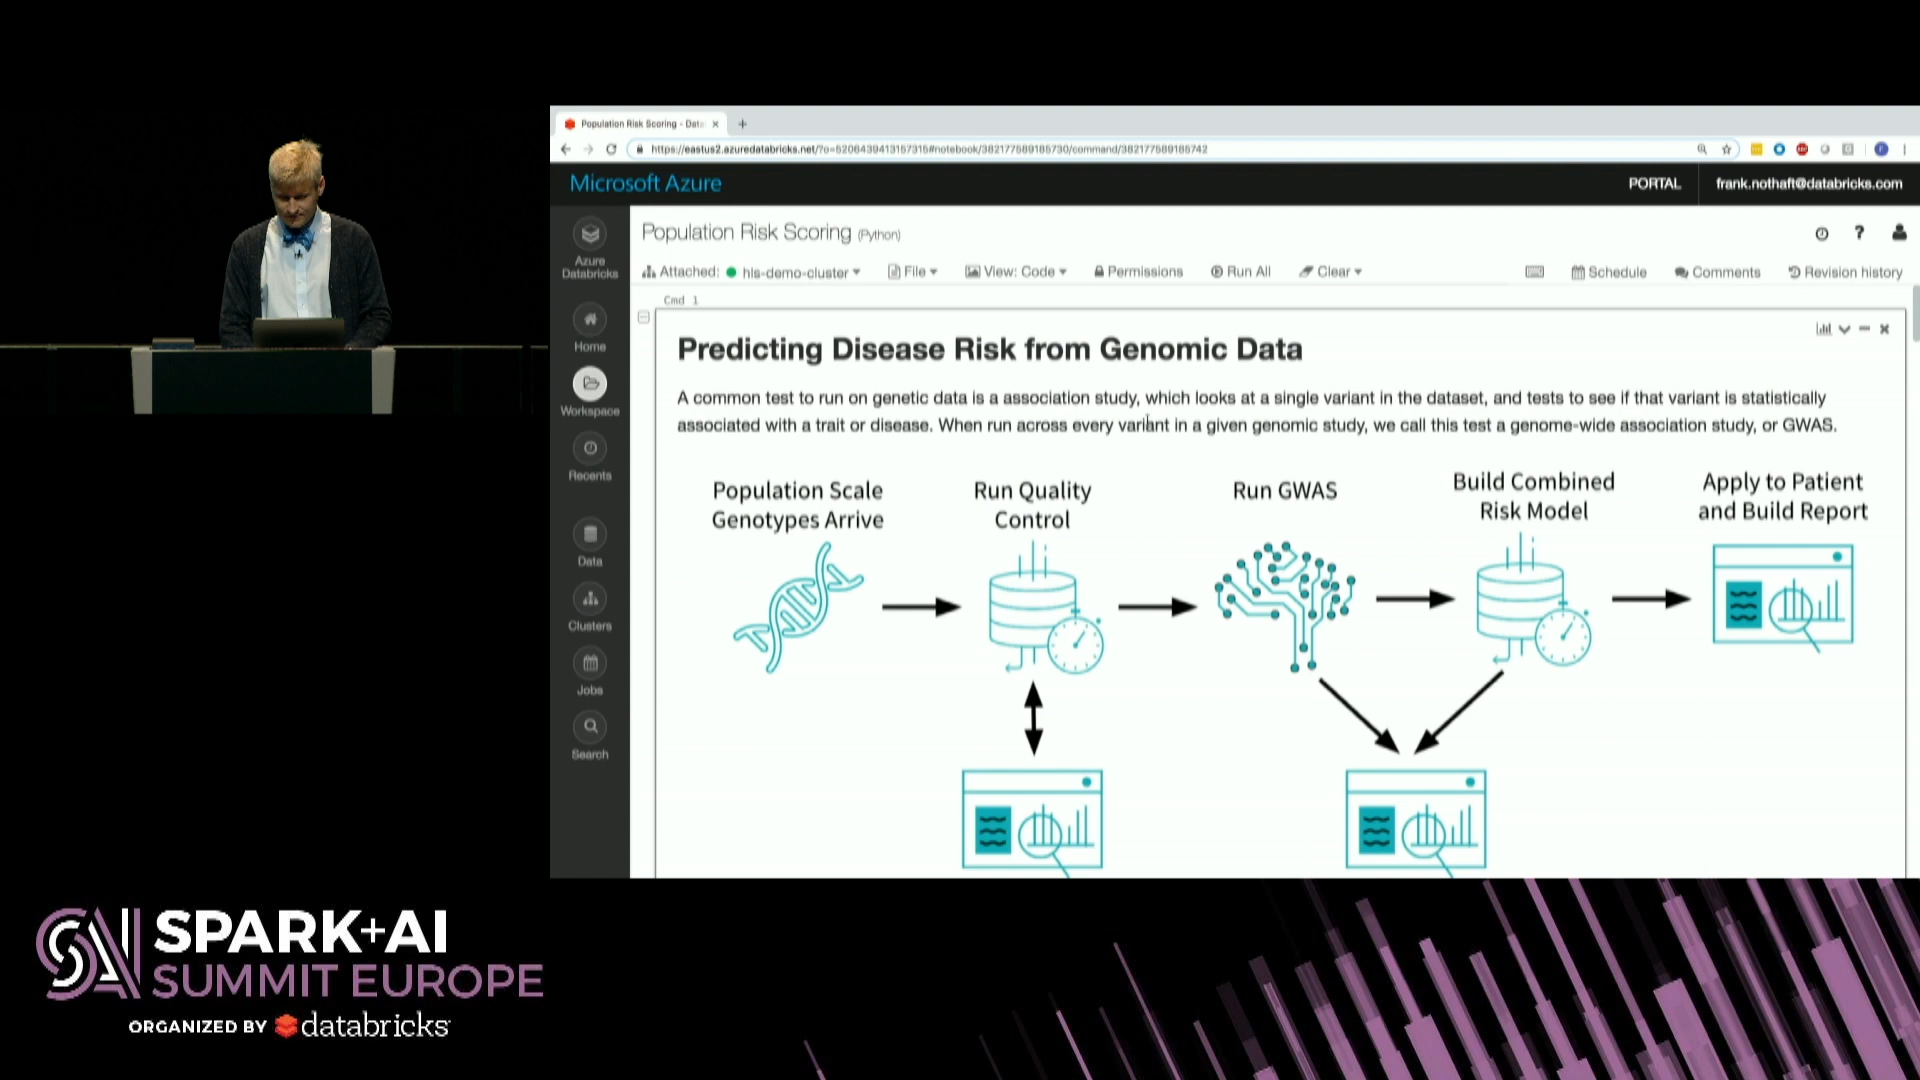 Population Risk Scoring - Data
https://eastus2.azuredatabricks.net/?o=5206439413157315#notebook/382177589185730/command/382177589185742
Microsoft Azure
PORTAL
frank.nothaft@databricks.com
Azure
Databricks
Home
Workspace
Recents
Data
Clusters
Jobs
Search
Population Risk Scoring (Python)
Attached: hls-demo-cluster
File
View: Code
Permissions
Run All
Clear
Schedule
Comments
Revision history
Cmd 1
Predicting Disease Risk from Genomic Data
A common test to run on genetic data is a association study, which looks at a single variant in the dataset, and tests to see if that variant is statistically
associated with a trait or disease. When run across every variant in a given genomic study, we call this test a genome-wide association study, or GWAS.
Population Scale
Genotypes Arrive
Run Quality
Control
Run GWAS
Build Combined
Risk Model
Apply to Patient
and Build Report
SPARK+AI
SUMMIT EUROPE
ORGANIZED BY databricks